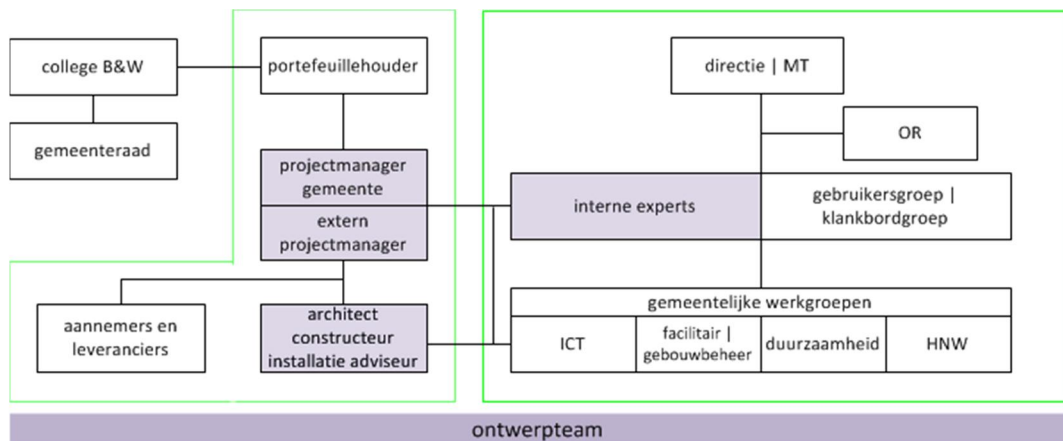 college B&W
portefeuillehouder
directie | MT
gemeenteraad
OR
projectmanager
gemeente
extern
projectmanager
interne experts
gebruikersgroep |
klankbordgroep
aannemers en
leveranciers
architect
constructeur
installatie adviseur
gemeentelijke werkgroepen
ICT
facilitair |
gebouwbeheer
duurzaamheid
HNW
ontwerpteam